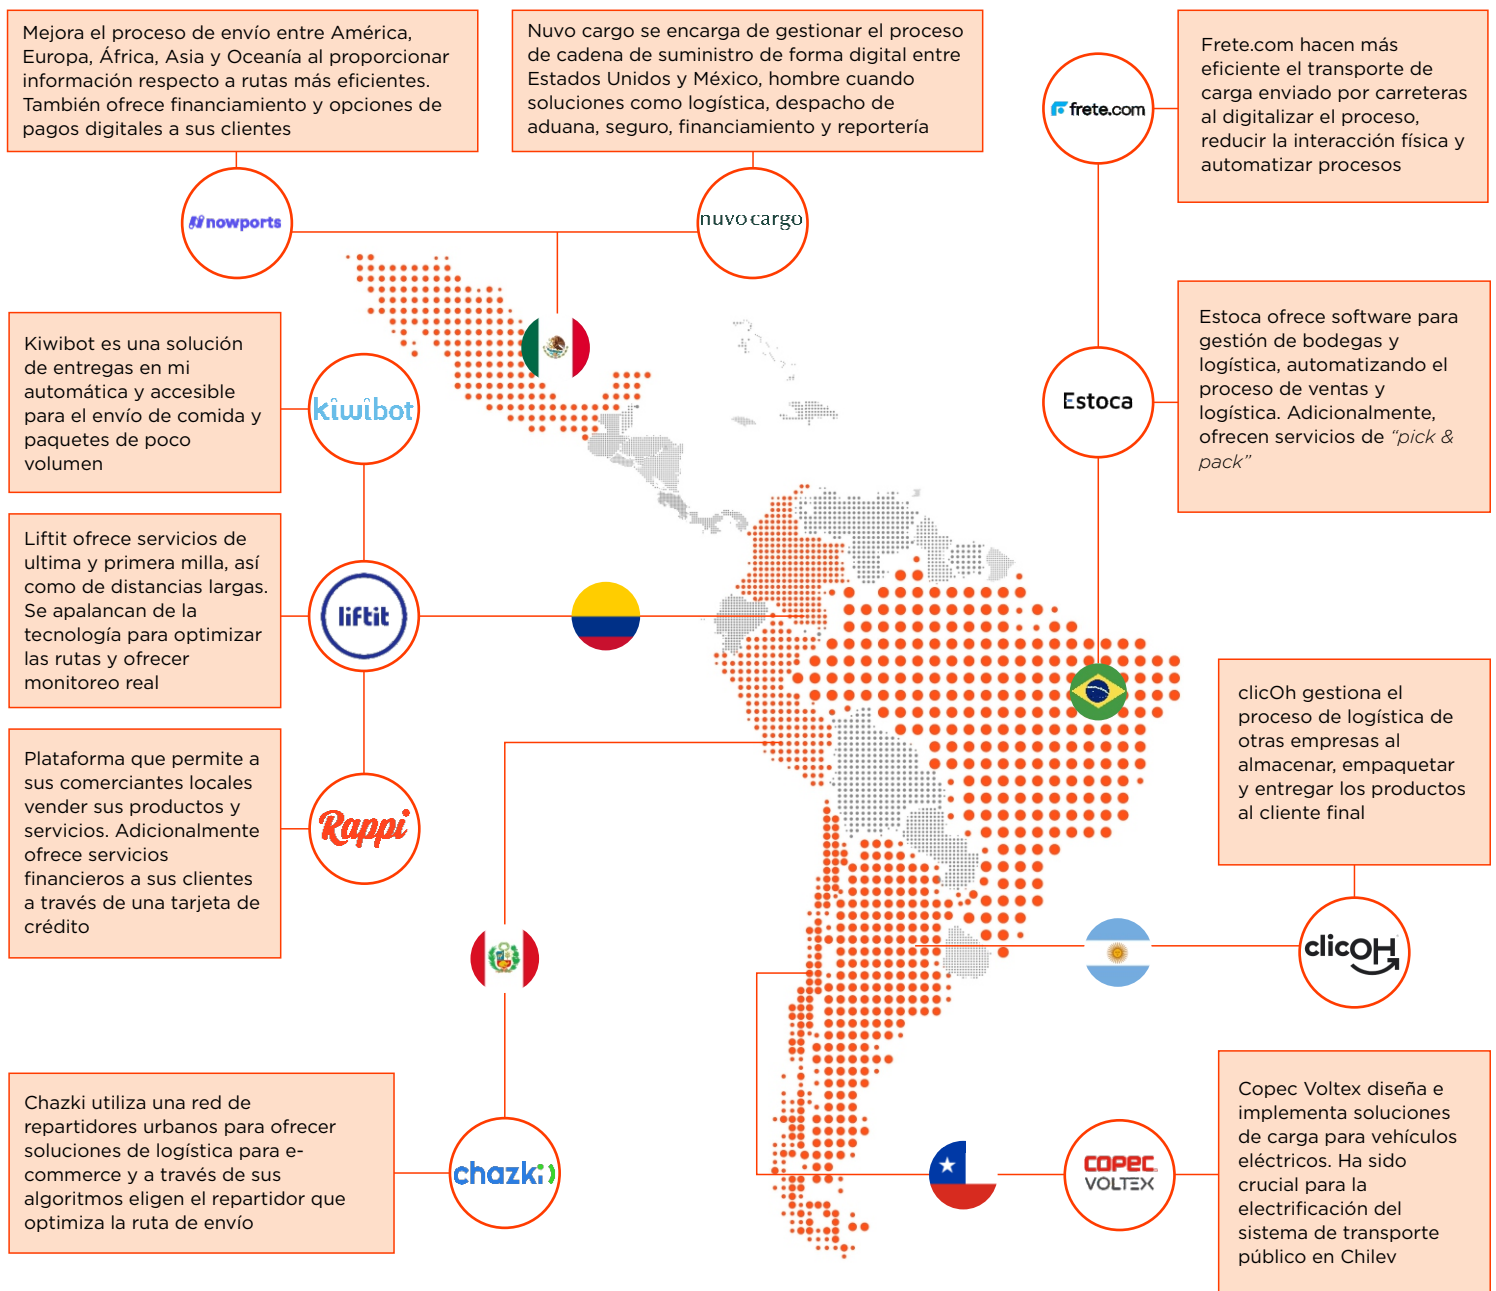 Mejora el proceso de envío entre América,
Europa, África, Asia y Oceanía al proporcionar
información respecto a rutas más eficientes.
También ofrece financiamiento y opciones de
pagos digitales a sus clientes
nowports
Nuvo cargo se encarga de gestionar el proceso
de cadena de suministro de forma digital entre
Estados Unidos y México, hombre cuando
soluciones como logística, despacho de
aduana, seguro, financiamiento y reportería
nuvo cargo
frete.com
Frete.com hacen más
eficiente el transporte de
carga enviado por carreteras
al digitalizar el proceso,
reducir la interacción física y
automatizar procesos
Kiwibot es una solución
de entregas en mi
automática y accesible
para el envío de comida y
paquetes de poco
volumen
kiwibot
Estoca
Estoca ofrece software para
gestión de bodegas y
logística, automatizando el
proceso de ventas y
logística. Adicionalmente,
ofrecen servicios de “pick &
pack”
Liftit ofrece servicios de
ultima y primera milla, así
como de distancias largas.
Se apalancan de la
tecnología para optimizar
las rutas y ofrecer
monitoreo real
liftit
Plataforma que permite a
sus comerciantes locales
vender sus productos y
servicios. Adicionalmente
ofrece servicios
financieros a sus clientes
a través de una tarjeta de
crédito
Rappi
clicOh gestiona el
proceso de logística de
otras empresas al
almacenar, empaquetar
y entregar los productos
al cliente final
clicOH
Chazki utiliza una red de
repartidores urbanos para ofrecer
soluciones de logística para e-
commerce y a través de sus
algoritmos eligen el repartidor que
optimiza la ruta de envío
chazki
COPEC
VOLTEX
Copec Voltex diseña e
implementa soluciones
de carga para vehículos
eléctricos. Ha sido
crucial para la
electrificación del
sistema de transporte
público en Chilev